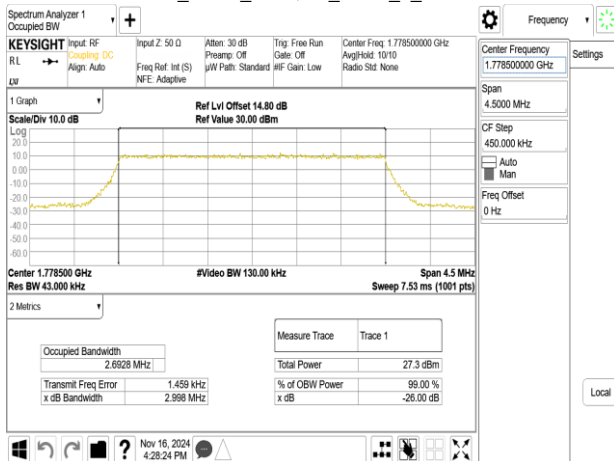 Spectrum Analyzer 1
Occupied BW
Frequency
KEYSIGHT
RL
Input: RF
Coupling: DC
Align: Auto
Input Z: 50 Ω
Freq Ref: Int (S)
NFE: Adaptive
Atten: 30 dB
Preamp: Off
µW Path: Standard
Trig: Free Run
Gate: Off
#IF Gain: Low
Center Freq: 1.778500000 GHz
Avg|Hold: 10/10
Radio Std: None
Center Frequency
1.778500000 GHz
Settings
Span
4.5000 MHz
CF Step
450.000 kHz
Auto
Man
Freq Offset
0 Hz
Local
1 Graph
Scale/Div 10.0 dB
Ref Lvl Offset 14.80 dB
Ref Value 30.00 dBm
Log
20.0
10.0
0.00
-10.0
-20.0
-30.0
-40.0
-50.0
-60.0
Center 1.778500 GHz
Res BW 43.000 kHz
#Video BW 130.00 kHz
Span 4.5 MHz
Sweep 7.53 ms (1001 pts)
2 Metrics
Occupied Bandwidth
2.6928 MHz
Transmit Freq Error 1.459 kHz
x dB Bandwidth 2.998 MHz
Measure Trace Trace 1
Total Power 27.3 dBm
% of OBW Power 99.00 %
x dB -26.00 dB
?
Nov 16, 2024
4:28:24 PM